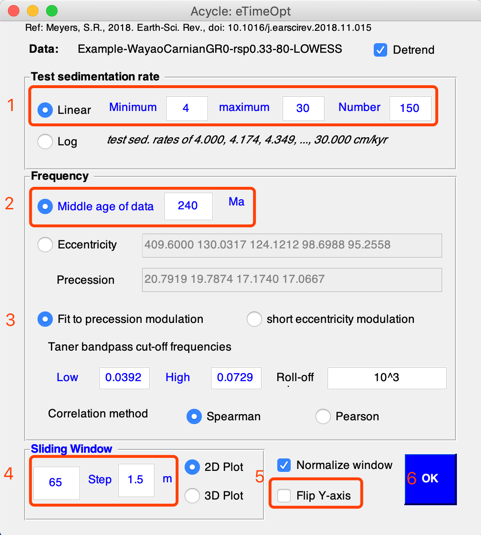 Acycle: eTimeOpt
Ref: Meyers, S.R., 2018. Earth-Sci. Rev., doi: 10.1016/j.earscirev.2018.11.015
Data: Example-WayaoCarnianGR0-rsp0.33-80-LOWESS Detrend
Test sedimentation rate
1 Linear Minimum 4 maximum 30 Number 150
Log test sed. rates of 4.000, 4.174, 4.349, ..., 30.000 cm/kyr
Frequency
2 Middle age of data 240 Ma
Eccentricity 409.6000 130.0317 124.1212 98.6988 95.2558
Precession 20.7919 19.7874 17.1740 17.0667
3 Fit to precession modulation short eccentricity modulation
Taner bandpass cut-off frequencies
Low 0.0392 High 0.0729 Roll-off 10^3
Correlation method Spearman Pearson
Sliding Window
4 65 Step 1.5 m 2D Plot
3D Plot
5 Normalize window
Flip Y-axis
6 OK